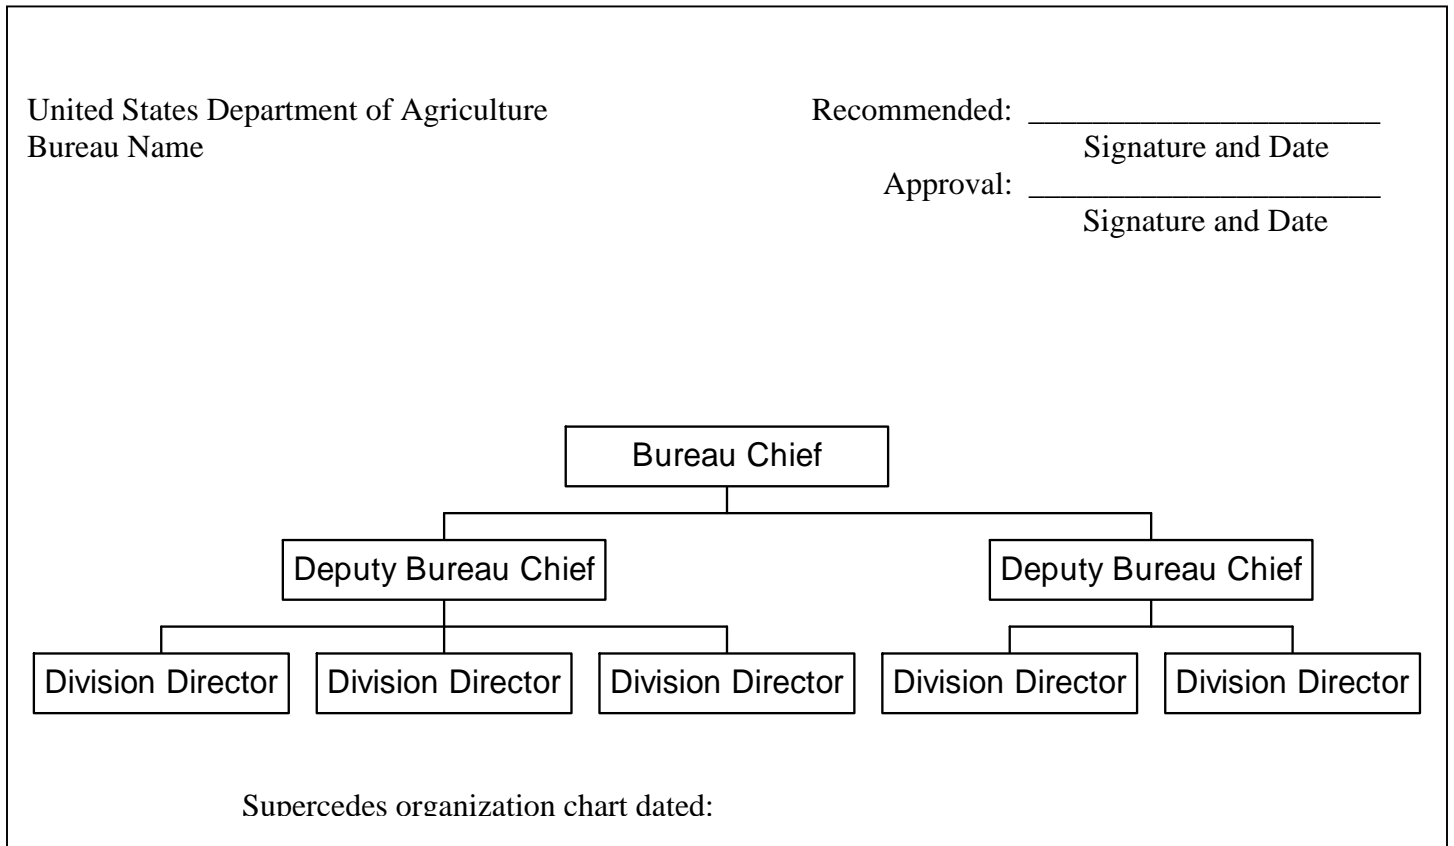 United States Department of Agriculture
Bureau Name
Recommended: ______________________
Signature and Date
Approval: ______________________
Signature and Date
Bureau Chief
Deputy Bureau Chief Deputy Bureau Chief
Division Director Division Director Division Director Division Director Division Director
Supercedes organization chart dated: